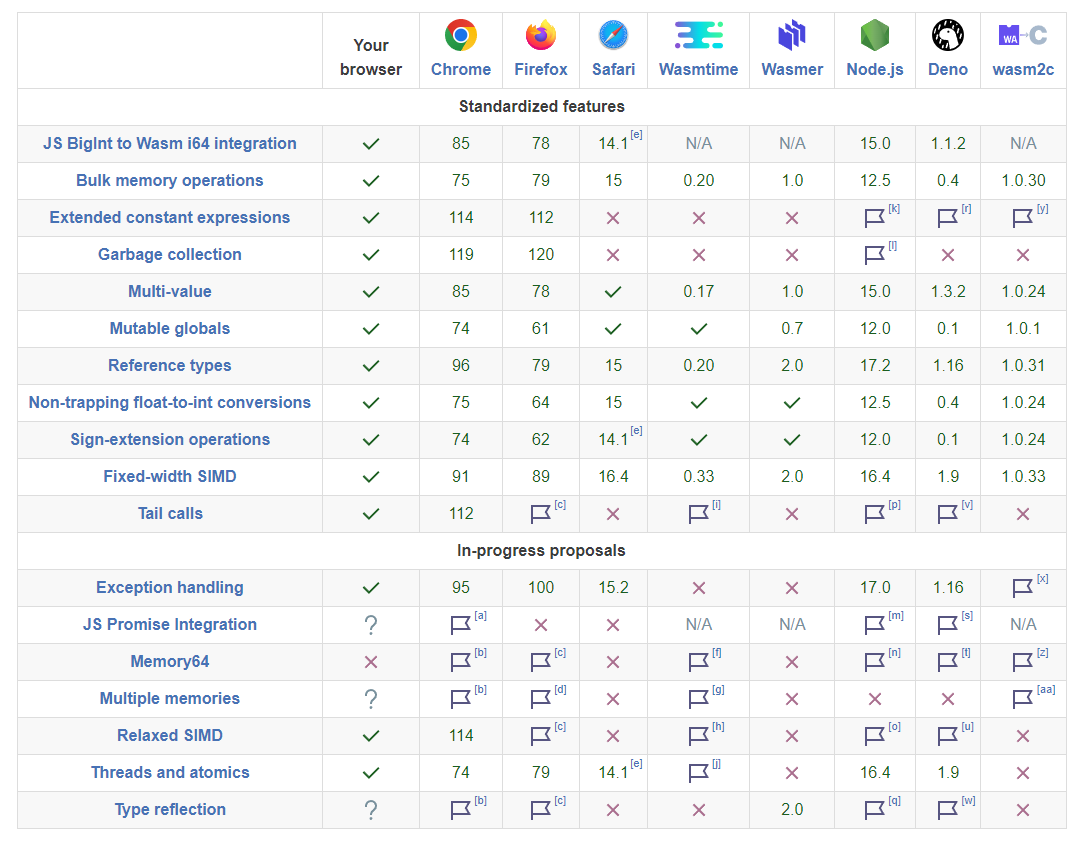 Your browser Chrome Firefox Safari Wasmtime Wasmer Node.js Deno wasm2c
WA C
Standardized features
JS BigInt to Wasm i64 integration 85 78 14.1[e] N/A N/A 15.0 1.1.2 N/A
Bulk memory operations 75 79 15 0.20 1.0 12.5 0.4 1.0.30
Extended constant expressions 114 112 [k] [r] [y]
Garbage collection 119 120 [l]
Multi-value 85 78 0.17 1.0 15.0 1.3.2 1.0.24
Mutable globals 74 61 0.7 12.0 0.1 1.0.1
Reference types 96 79 15 0.20 2.0 17.2 1.16 1.0.31
Non-trapping float-to-int conversions 75 64 15 12.5 0.4 1.0.24
Sign-extension operations 74 62 14.1[e] 12.0 0.1 1.0.24
Fixed-width SIMD 91 89 16.4 0.33 2.0 16.4 1.9 1.0.33
Tail calls 112 [c] [i] [p] [v]
In-progress proposals
Exception handling 95 100 15.2 17.0 1.16 [x]
JS Promise Integration ? [a] N/A N/A [m] [s] N/A
Memory64 [b] [c] [f] [n] [t] [z]
Multiple memories ? [b] [d] [g] [aa]
Relaxed SIMD 114 [c] [h] [o] [u]
Threads and atomics 74 79 14.1[e] [j] 16.4 1.9
Type reflection ? [b] [c] 2.0 [q] [w]